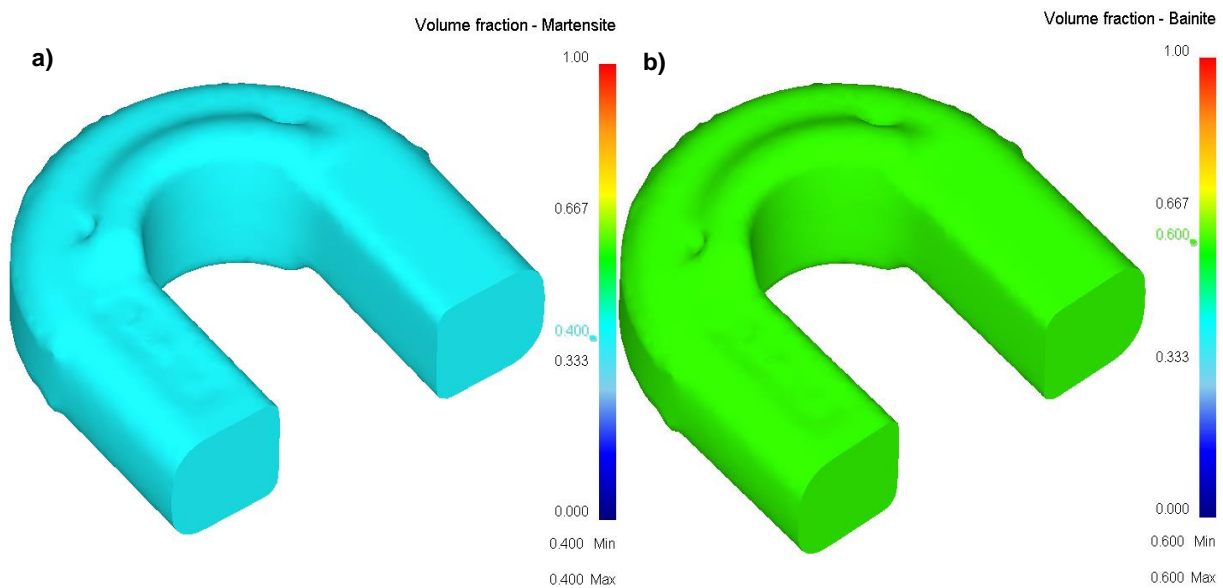 Volume fraction - Martensite
a)
1.00
0.667
0.400
0.333
0.000
0.400 Min
0.400 Max
Volume fraction - Bainite
b)
1.00
0.667
0.600
0.333
0.000
0.600 Min
0.600 Max